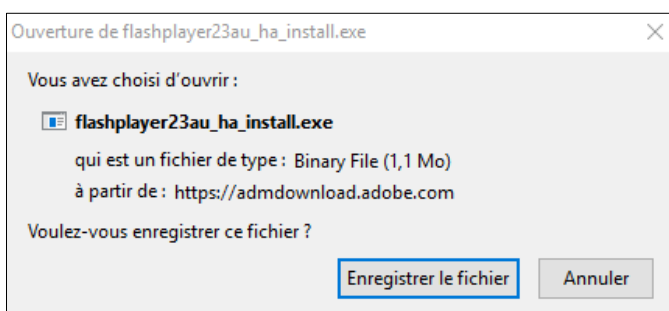 Ouverture de flashplayer23au_ha_install.exe
Vous avez choisi d'ouvrir :
flashplayer23au_ha_install.exe
qui est un fichier de type : Binary File (1,1 Mo)
à partir de : https://admdownload.adobe.com
Voulez-vous enregistrer ce fichier ?
Enregistrer le fichier Annuler